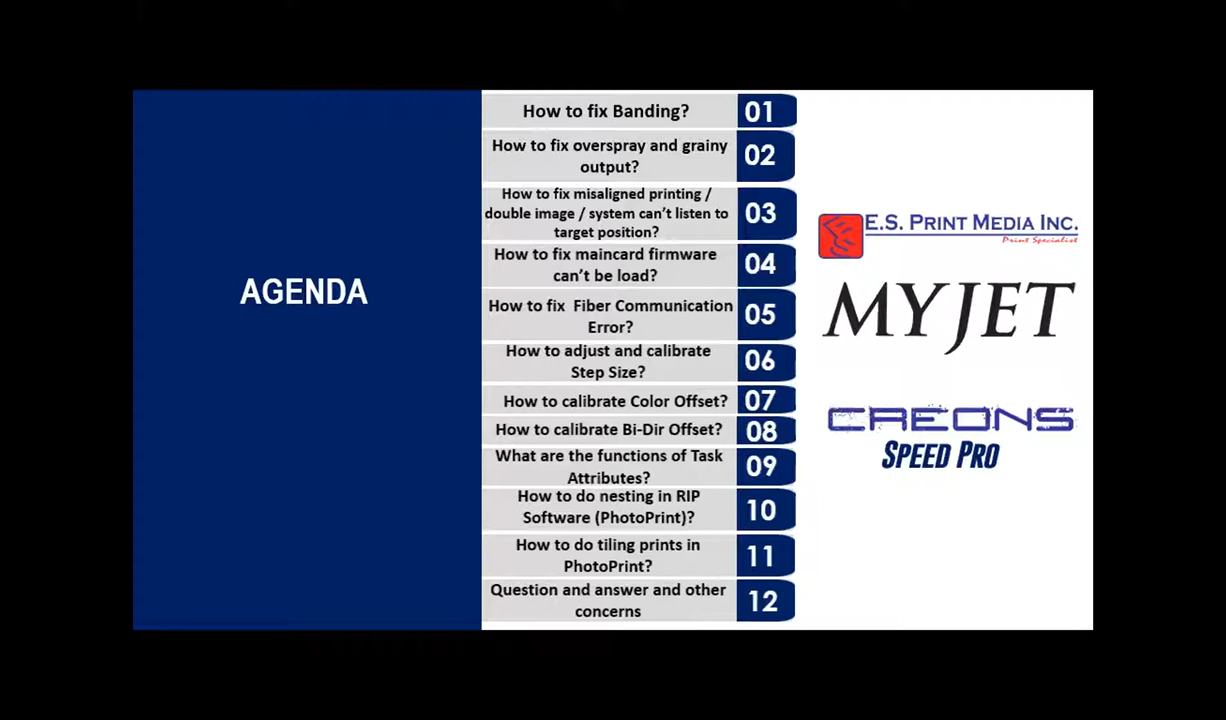 AGENDA
How to fix Banding?
01
How to fix overspray and grainy
output?
02
How to fix misaligned printing /
double image / system can't listen to
target position?
03
How to fix maincard firmware
can't be load?
04
How to fix Fiber Communication
Error?
05
How to adjust and calibrate
Step Size?
06
How to calibrate Color Offset?
07
How to calibrate Bi-Dir Offset?
08
What are the functions of Task
Attributes?
09
How to do nesting in RIP
Software (PhotoPrint)?
10
How to do tiling prints in
PhotoPrint?
11
Question and answer and other
concerns
12
E.S. PRINT MEDIA INC.
Print Specialist
MYJET
CREONS
SPEED PRO